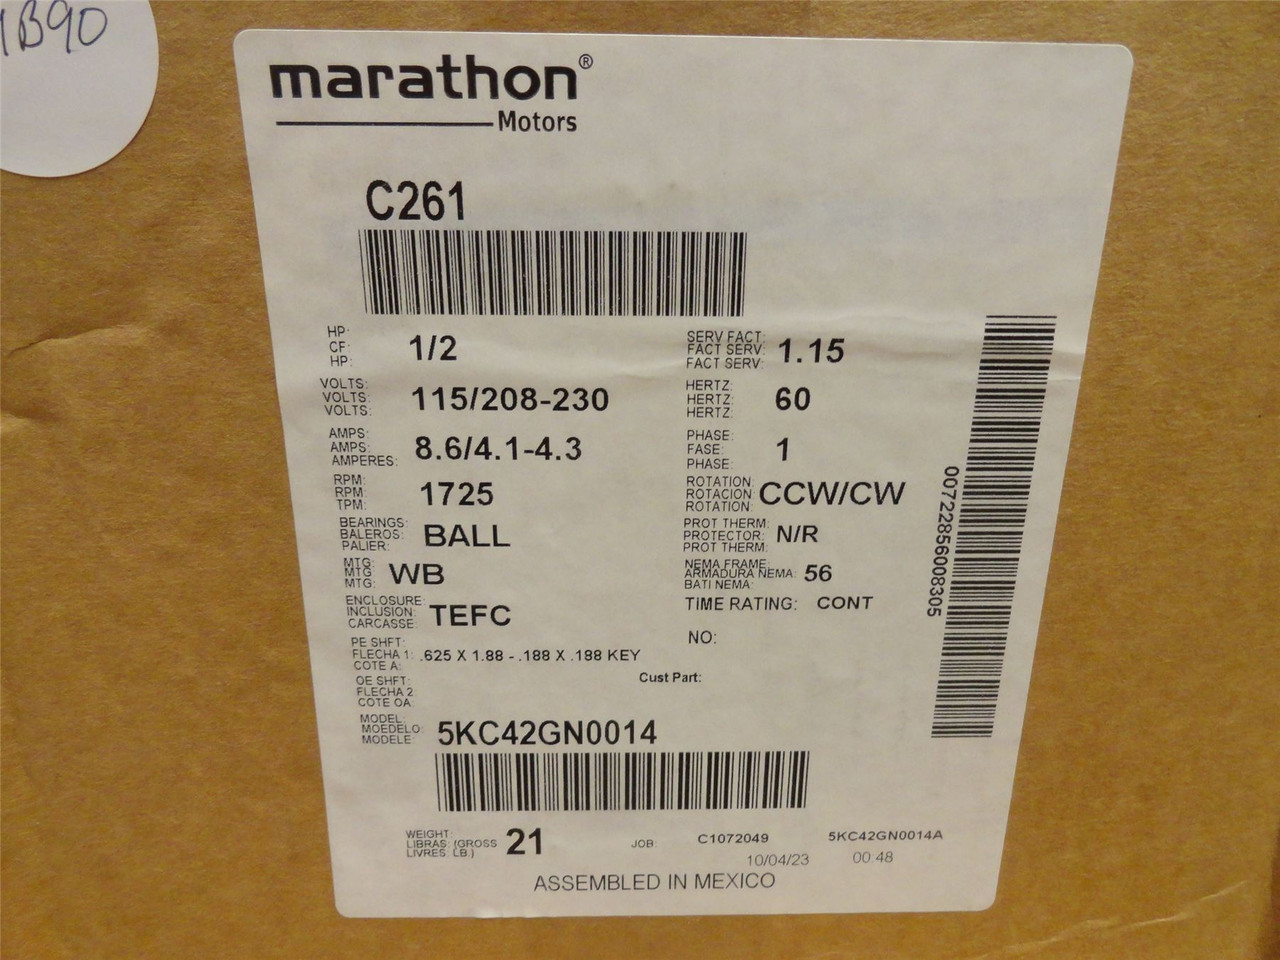 1B90
marathon®
Motors
C261
HP:
CF:
HP:
1/2
SERV FACT:
FACT SERV:
FACT SERV:
1.15
VOLTS:
VOLTS:
VOLTS:
115/208-230
HERTZ:
HERTZ:
HERTZ:
60
AMPS:
AMPS:
AMPERES:
8.6/4.1-4.3
PHASE:
FASE:
PHASE:
1
RPM:
RPM:
TPM:
1725
ROTATION:
ROTACION
ROTATION:
CCW/CW
BEARINGS:
BALEROS:
PALIER:
BALL
PROT THERM:
PROTECTOR:
PROT THERM:
N/R
MTG:
MTG
MTG:
WB
NEMA FRAME:
ARMADURA NEMA:
BATI NEMA:
56
ENCLOSURE:
INCLUSION:
CARCASSE:
TEFC
TIME RATING: CONT
PE SHFT:
FLECHA 1:
COTE A:
.625 X 1.88 - .188 X .188 KEY
NO:
OE SHFT:
FLECHA 2
COTE OA:
Cust Part:
MODEL:
MOEDELO:
MODELE:
5KC42GN0014
007228560083​05
WEIGHT:
LIBRAS: (GROSS
LIVRES: LB.)
21
JOB C1072049 5KC42GN0014A
10/04/23 00 48
ASSEMBLED IN MEXICO